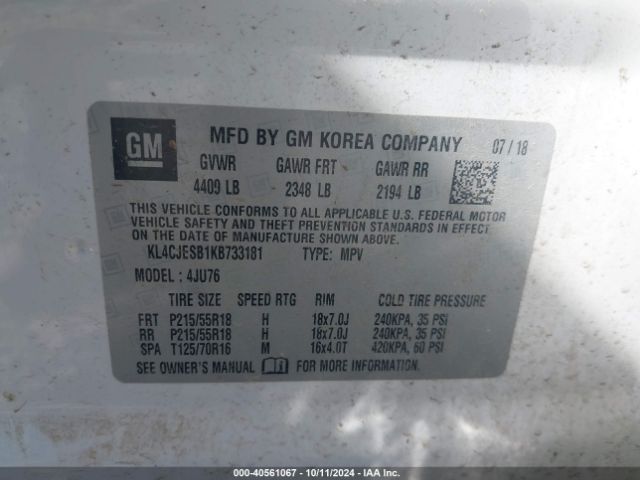 GM
MFD BY GM KOREA COMPANY 07/18
GVWR GAWR FRT GAWR RR
4409 LB 2348 LB 2194 LB
THIS VEHICLE CONFORMS TO ALL APPLICABLE U.S. FEDERAL MOTOR
VEHICLE SAFETY AND THEFT PREVENTION STANDARDS IN EFFECT
ON THE DATE OF MANUFACTURE SHOWN ABOVE.
KL4CJESB1KB733181 TYPE: MPV
MODEL : 4JU76
TIRE SIZE SPEED RTG RIM COLD TIRE PRESSURE
FRT P215/55R18 H 18x7.0J 240KPA, 35 PSI
RR P215/55R18 H 18x7.0J 240KPA, 35 PSI
SPA T125/70R16 M 16x4.0T 420KPA, 60 PSI
SEE OWNER'S MANUAL FOR MORE INFORMATION.
000-40561067 - 10/11/2024 - IAA Inc.